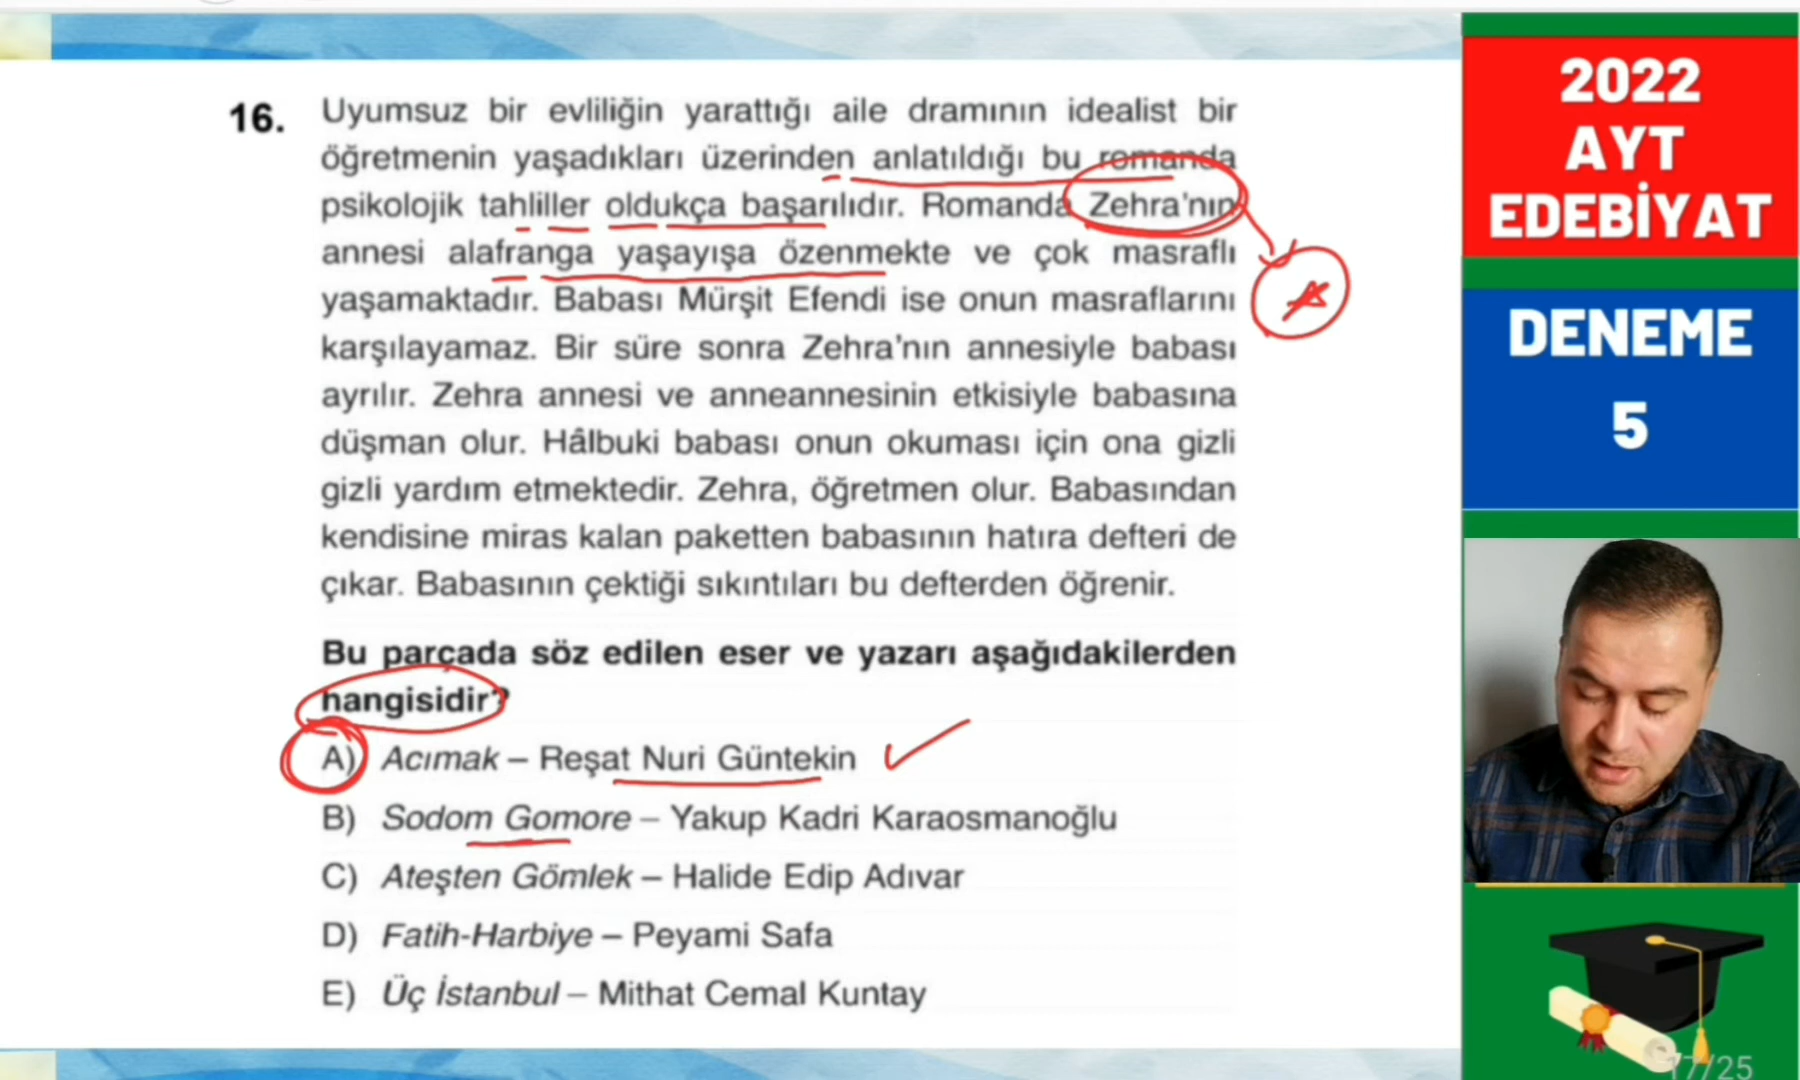 16. Uyumsuz bir evliliğin yarattığı aile dramının idealist bir
öğretmenin yaşadıkları üzerinden anlatıldığı bu romanda
psikolojik tahliller oldukça başarılıdır. Romanda Zehra'nın
annesi alafranga yaşayışa özenmekte ve çok masraflı
yaşamaktadır. Babası Mürşit Efendi ise onun masraflarını
karşılayamaz. Bir süre sonra Zehra'nın annesiyle babası
ayrılır. Zehra annesi ve anneannesinin etkisiyle babasına
düşman olur. Hâlbuki babası onun okuması için ona gizli
gizli yardım etmektedir. Zehra, öğretmen olur. Babasından
kendisine miras kalan paketten babasının hatıra defteri de
çıkar. Babasının çektiği sıkıntıları bu defterden öğrenir.
Bu parçada söz edilen eser ve yazarı aşağıdakilerden
hangisidir?
A) Acımak – Reşat Nuri Güntekin
B) Sodom Gomore – Yakup Kadri Karaosmanoğlu
C) Ateşten Gömlek – Halide Edip Adıvar
D) Fatih-Harbiye – Peyami Safa
E) Üç İstanbul – Mithat Cemal Kuntay
2022
AYT
EDEBİYAT
DENEME
5
17/25